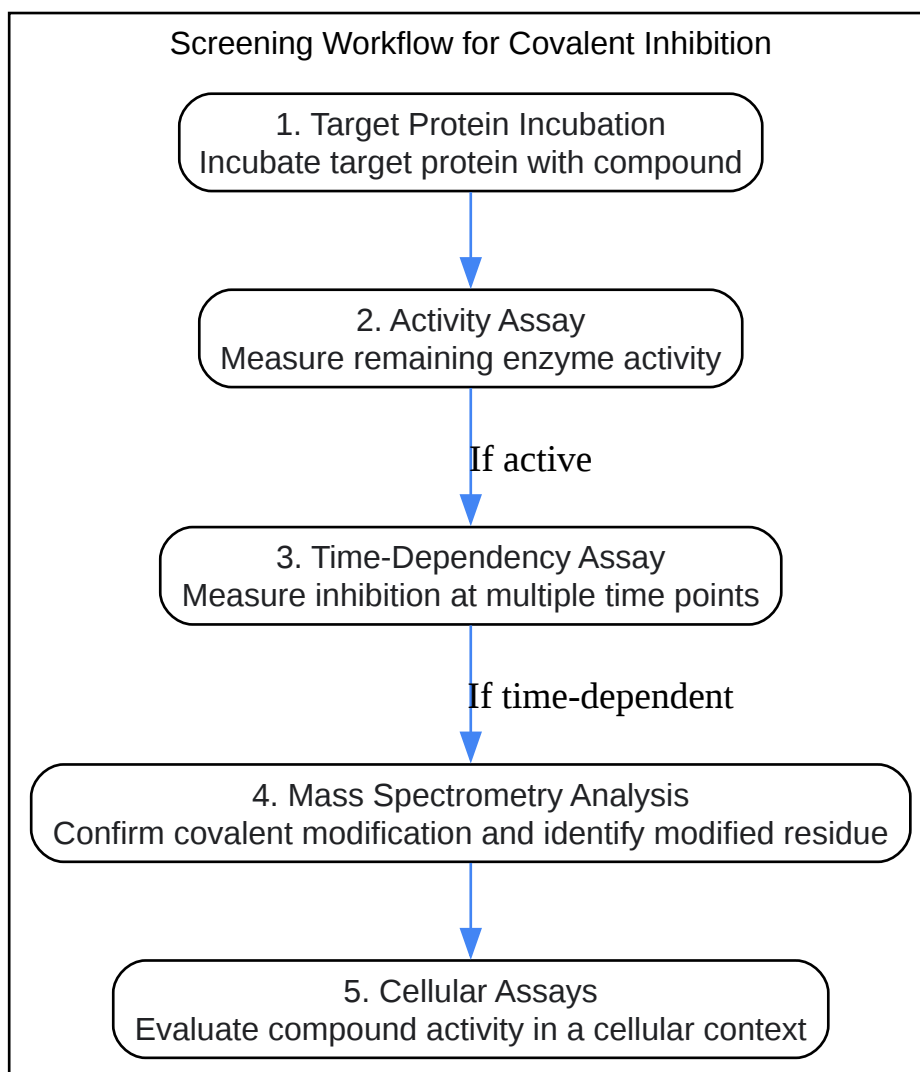 Screening Workflow for Covalent Inhibition
1. Target Protein Incubation
Incubate target protein with compound
2. Activity Assay
Measure remaining enzyme activity
If active
3. Time-Dependency Assay
Measure inhibition at multiple time points
If time-dependent
4. Mass Spectrometry Analysis
Confirm covalent modification and identify modified residue
5. Cellular Assays
Evaluate compound activity in a cellular context